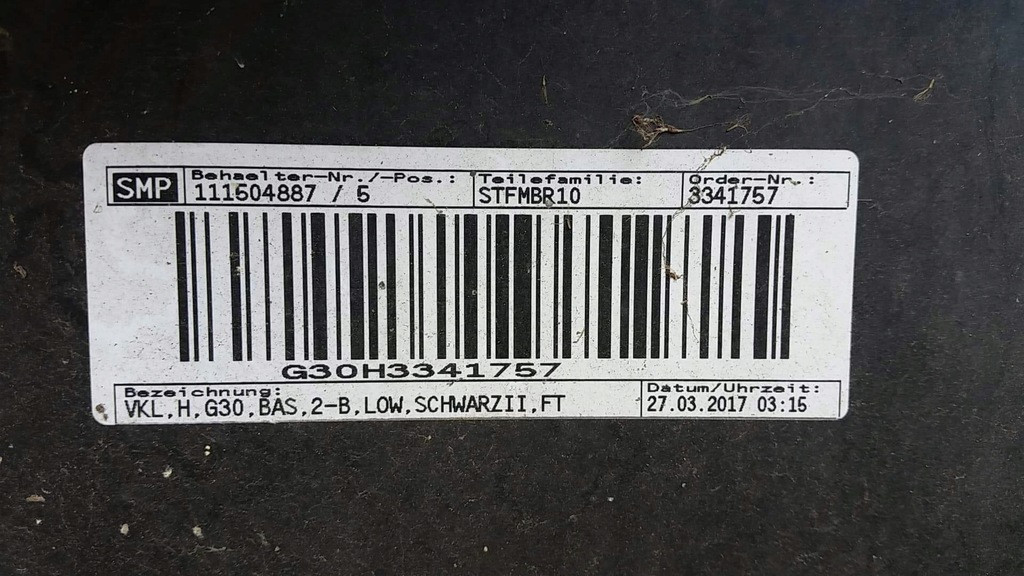 SMP
Behaelter-Nr./-Pos.: Teilefamilie: Order-Nr.:
111504887 / 5 STFMBR10 3341757
G30H3341757
Bezeichnung: Datum/Uhrzeit:
VKL,H,G30,BAS,2-B,LOW,SCHWARZII,FT 27.03.2017 03:15